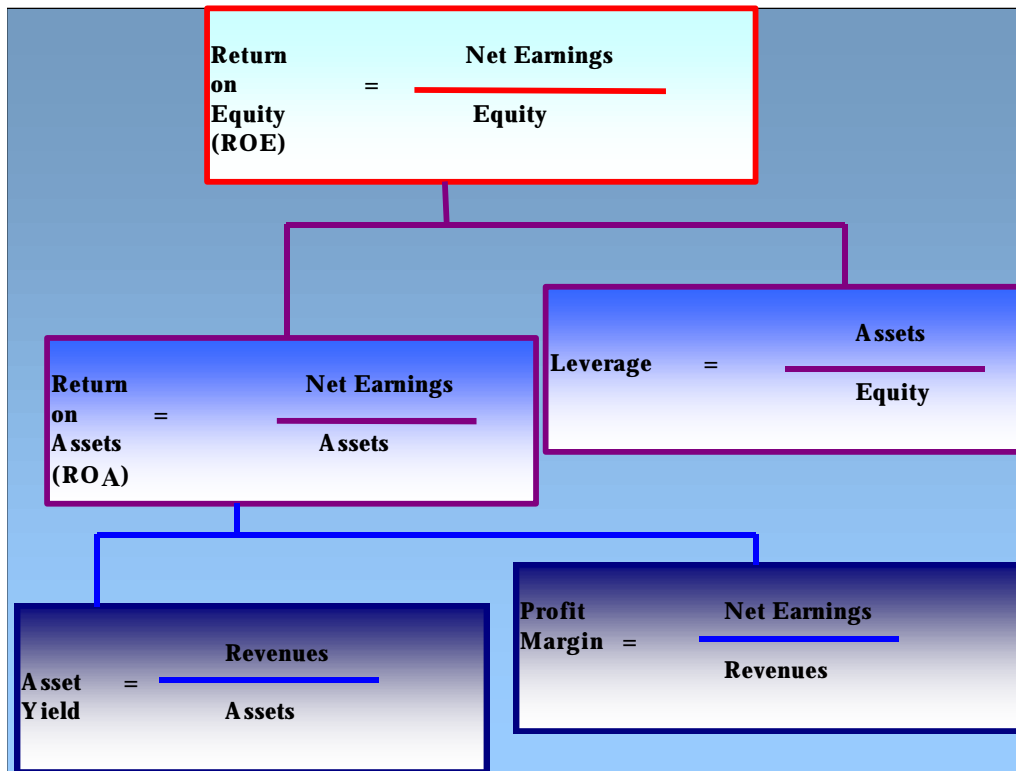 Return
on
Equity
(ROE)
=
Net Earnings
Equity
Leverage
=
Assets
Equity
Return
on
Assets
(ROA)
=
Net Earnings
Assets
Asset
Yield
=
Revenues
Assets
Profit
Margin =
Net Earnings
Revenues